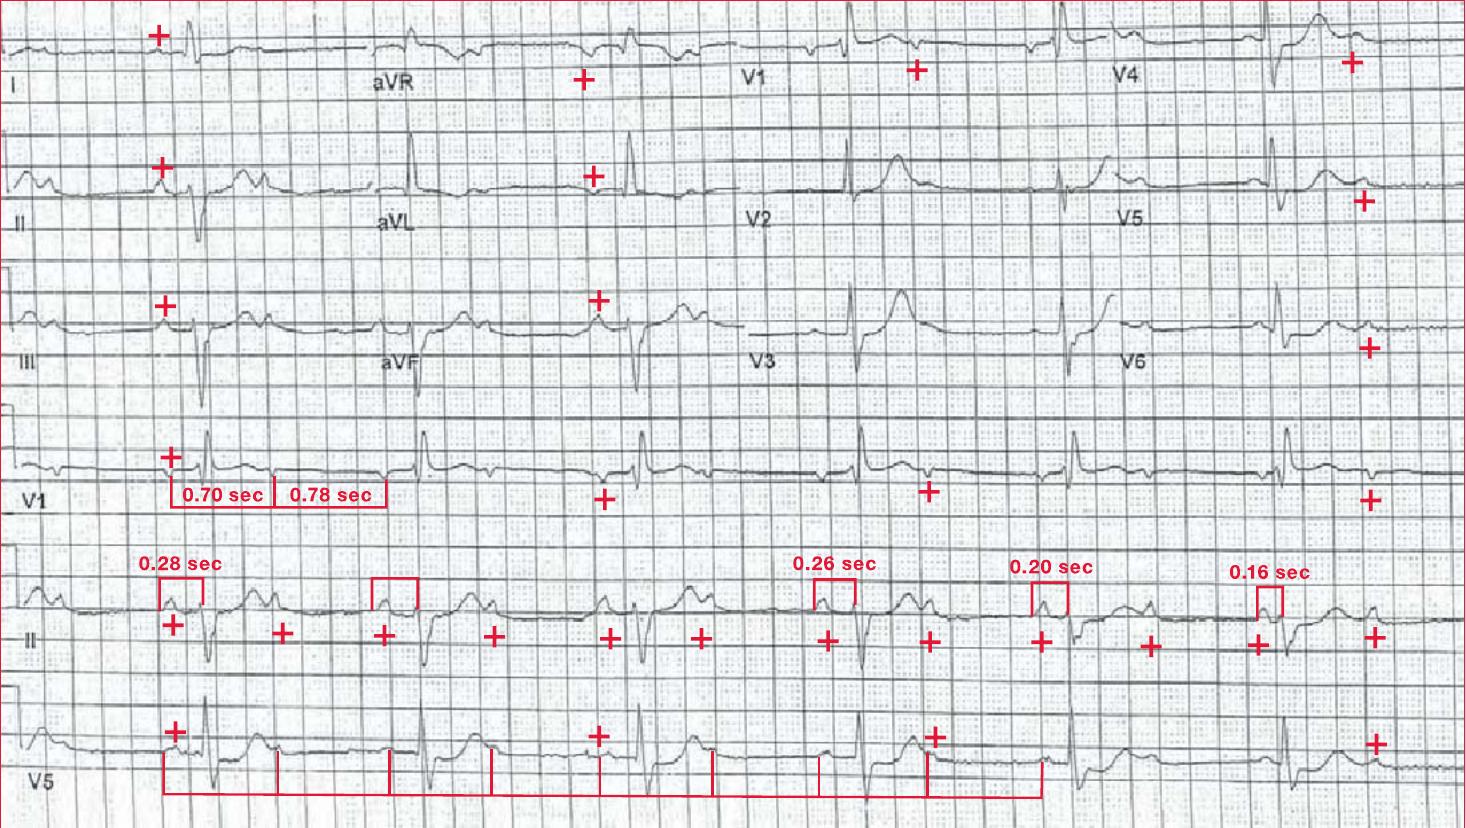 I aVR V1 V4
II aVL V2 V5
III aVF V3 V6
V1
0.70 sec 0.78 sec
0.28 sec 0.26 sec 0.20 sec 0.16 sec
II
V5